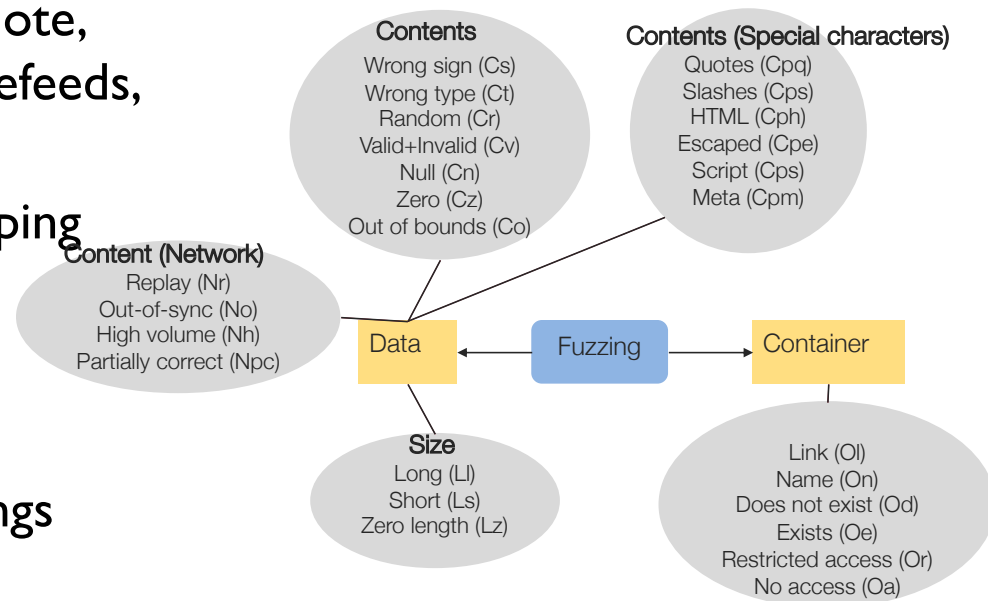 ote,
efeeds,
ping
ngs
Contents
Wrong sign (Cs)
Wrong type (Ct)
Random (Cr)
Valid+Invalid (Cv)
Null (Cn)
Zero (Cz)
Out of bounds (Co)
Contents (Special characters)
Quotes (Cpq)
Slashes (Cps)
HTML (Cph)
Escaped (Cpe)
Script (Cps)
Meta (Cpm)
Content (Network)
Replay (Nr)
Out-of-sync (No)
High volume (Nh)
Partially correct (Npc)
Data
Fuzzing
Container
Size
Long (Ll)
Short (Ls)
Zero length (Lz)
Link (Ol)
Name (On)
Does not exist (Od)
Exists (Oe)
Restricted access (Or)
No access (Oa)